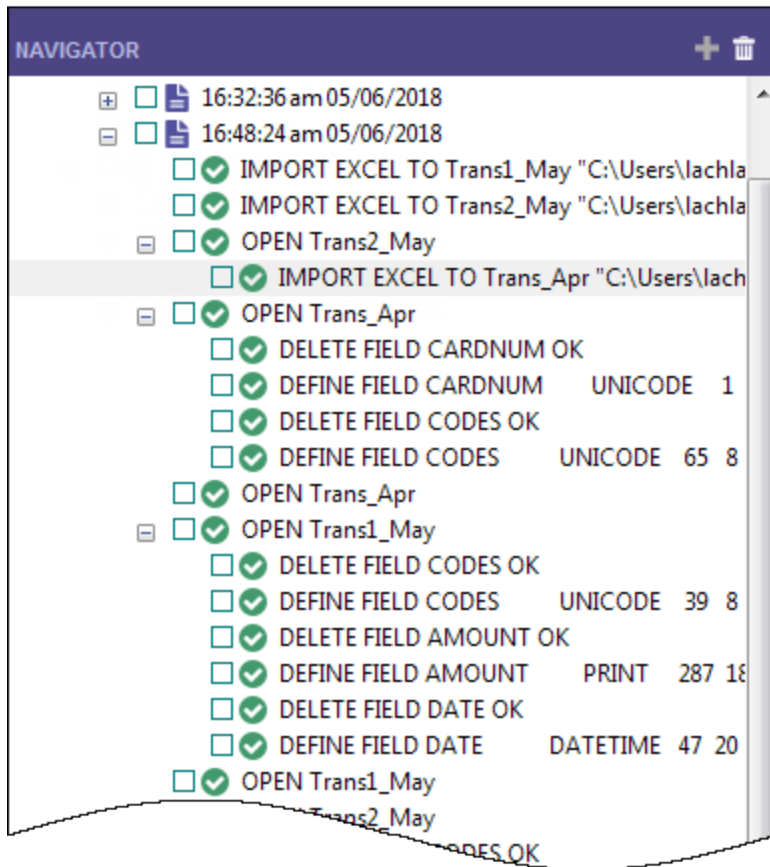 NAVIGATOR
16:32:36 am 05/06/2018
16:48:24 am 05/06/2018
IMPORT EXCEL TO Trans1_May "C:\Users\lachla
IMPORT EXCEL TO Trans2_May "C:\Users\lachla
OPEN Trans2_May
IMPORT EXCEL TO Trans_Apr "C:\Users\lach
OPEN Trans_Apr
DELETE FIELD CARDNUM OK
DEFINE FIELD CARDNUM UNICODE 1
DELETE FIELD CODES OK
DEFINE FIELD CODES UNICODE 65 8
OPEN Trans_Apr
OPEN Trans1_May
DELETE FIELD CODES OK
DEFINE FIELD CODES UNICODE 39 8
DELETE FIELD AMOUNT OK
DEFINE FIELD AMOUNT PRINT 287 18
DELETE FIELD DATE OK
DEFINE FIELD DATE DATETIME 47 20
OPEN Trans1_May
Trans2_May
CODES OK